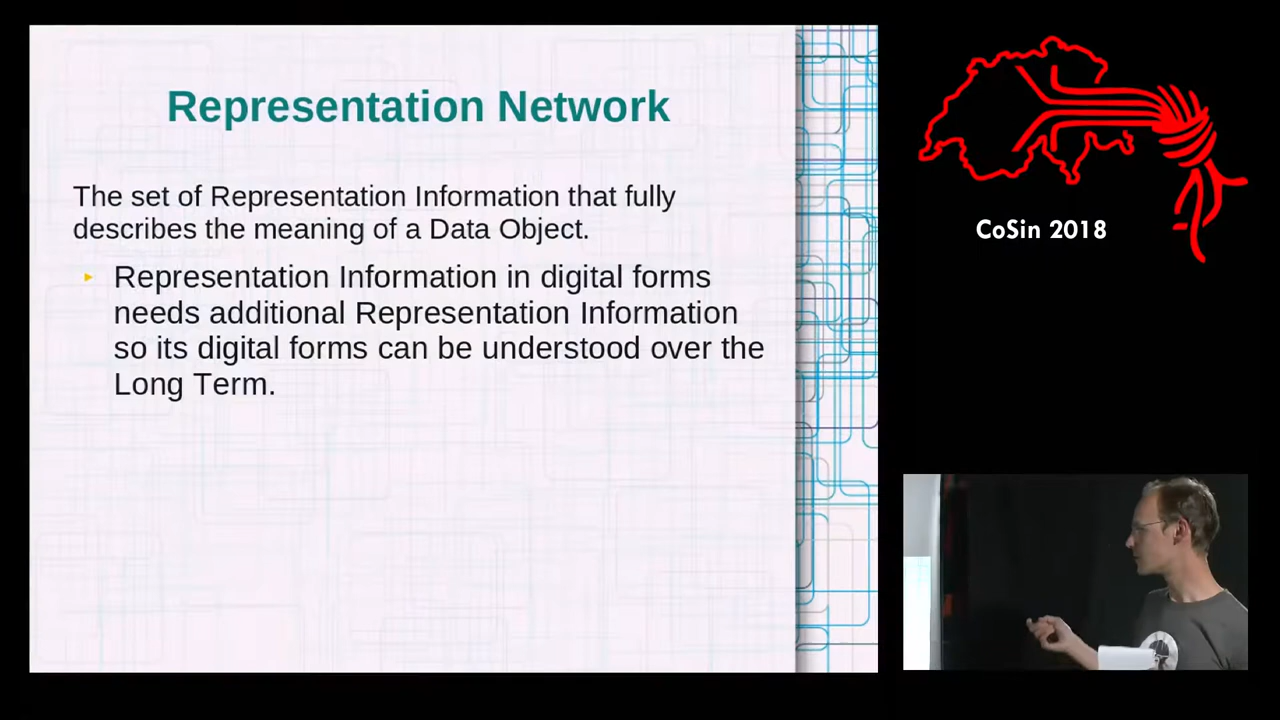 Representation Network
The set of Representation Information that fully
describes the meaning of a Data Object.
Representation Information in digital forms
needs additional Representation Information
so its digital forms can be understood over the
Long Term.
CoSin 2018